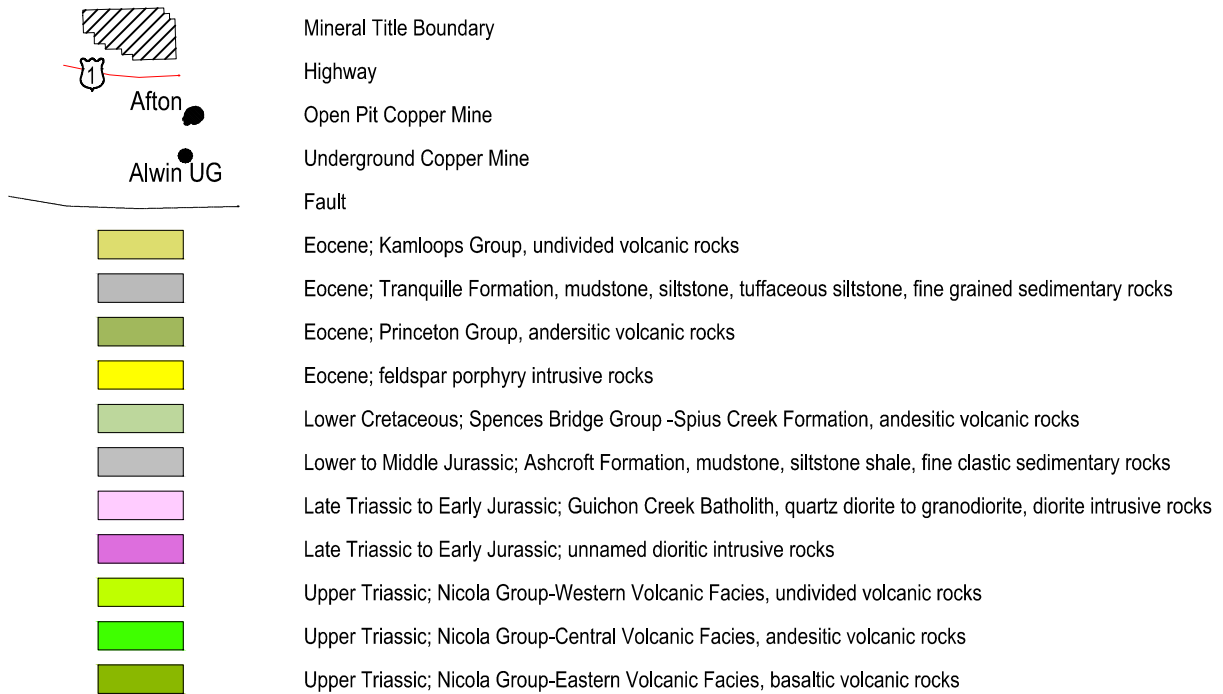 Mineral Title Boundary
1
Highway
Afton
Open Pit Copper Mine
Underground Copper Mine
Alwin UG
Fault
Eocene; Kamloops Group, undivided volcanic rocks
Eocene; Tranquille Formation, mudstone, siltstone, tuffaceous siltstone, fine grained sedimentary rocks
Eocene; Princeton Group, andersitic volcanic rocks
Eocene; feldspar porphyry intrusive rocks
Lower Cretaceous; Spences Bridge Group -Spius Creek Formation, andesitic volcanic rocks
Lower to Middle Jurassic; Ashcroft Formation, mudstone, siltstone shale, fine clastic sedimentary rocks
Late Triassic to Early Jurassic; Guichon Creek Batholith, quartz diorite to granodiorite, diorite intrusive rocks
Late Triassic to Early Jurassic; unnamed dioritic intrusive rocks
Upper Triassic; Nicola Group-Western Volcanic Facies, undivided volcanic rocks
Upper Triassic; Nicola Group-Central Volcanic Facies, andesitic volcanic rocks
Upper Triassic; Nicola Group-Eastern Volcanic Facies, basaltic volcanic rocks